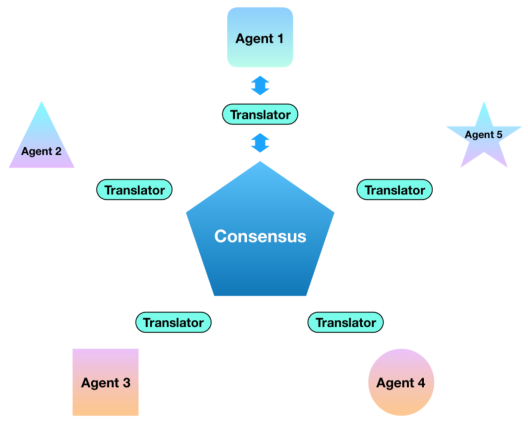 Agent 1
Translator
Agent 2
Agent 5
Translator
Translator
Consensus
Translator
Translator
Agent 3
Agent 4